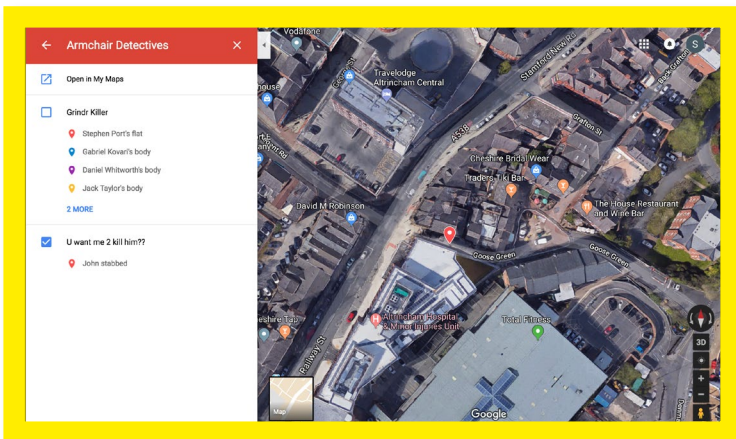 Armchair Detectives
Open in My Maps
Grindr Killer
Stephen Port's flat
Gabriel Kovari's body
Daniel Whitworth's body
Jack Taylor's body
2 MORE
U want me 2 kill him??
John stabbed
Vodafone
Stamford New Rd
S
Travelodge
Altrincham Central
A538
Grafton St
Back Grafton
Cheshire Bridal Wear
Traders Tiki Bar
The House Restaurant
and Wine Bar
David M Robinson
Goose Green
Goose Green
Altrincham Hospital
& Minor Injuries Unit
Total Fitness
Railway St
3D
Map
Google